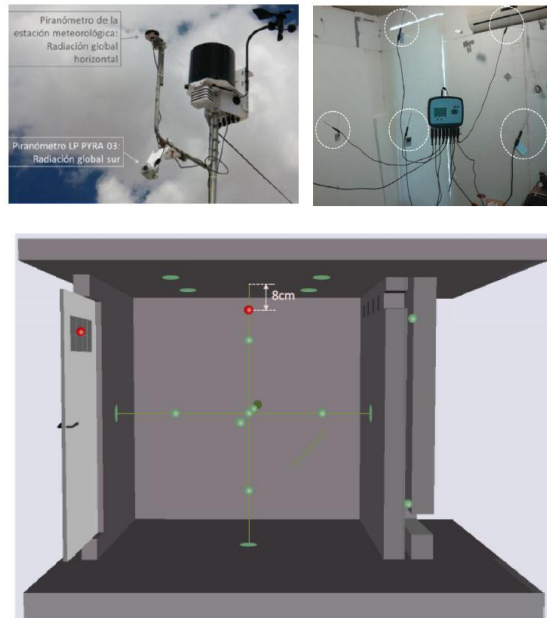 Piranómetro de la
estación meteorológica:
Radiación global
horizontal
Piranómetro LP PYRA 03:
Radiación global sur
8cm